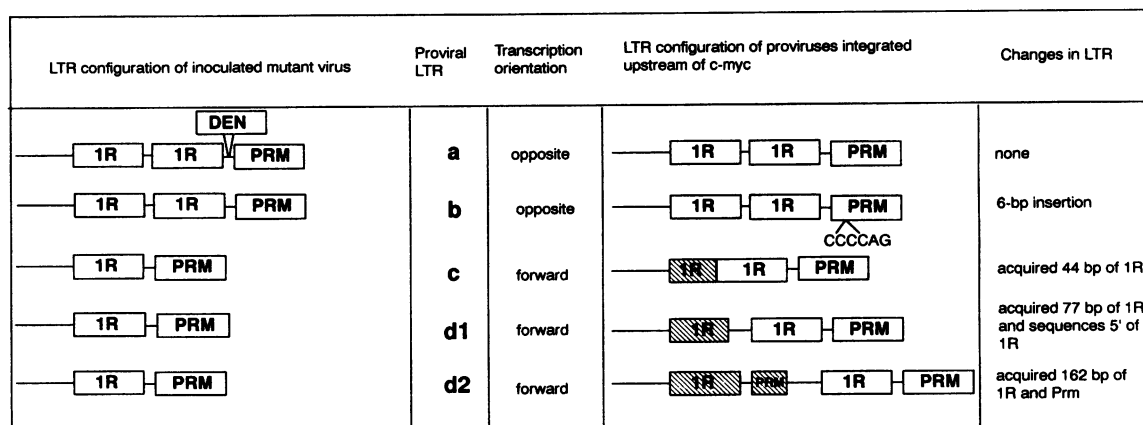 LTR configuration of inoculated mutant virus
Proviral
LTR
Transcription
orientation
LTR configuration of proviruses integrated
upstream of c-myc
Changes in LTR
DEN
1R 1R PRM
a
opposite
1R 1R PRM
none
1R 1R PRM
b
opposite
1R 1R PRM
CCCCAG
6-bp insertion
1R PRM
c
forward
1R 1R PRM
acquired 44 bp of 1R
1R PRM
d1
forward
1R 1R PRM
acquired 77 bp of 1R
and sequences 5' of
1R
1R PRM
d2
forward
1R PRM 1R PRM
acquired 162 bp of
1R and Prm